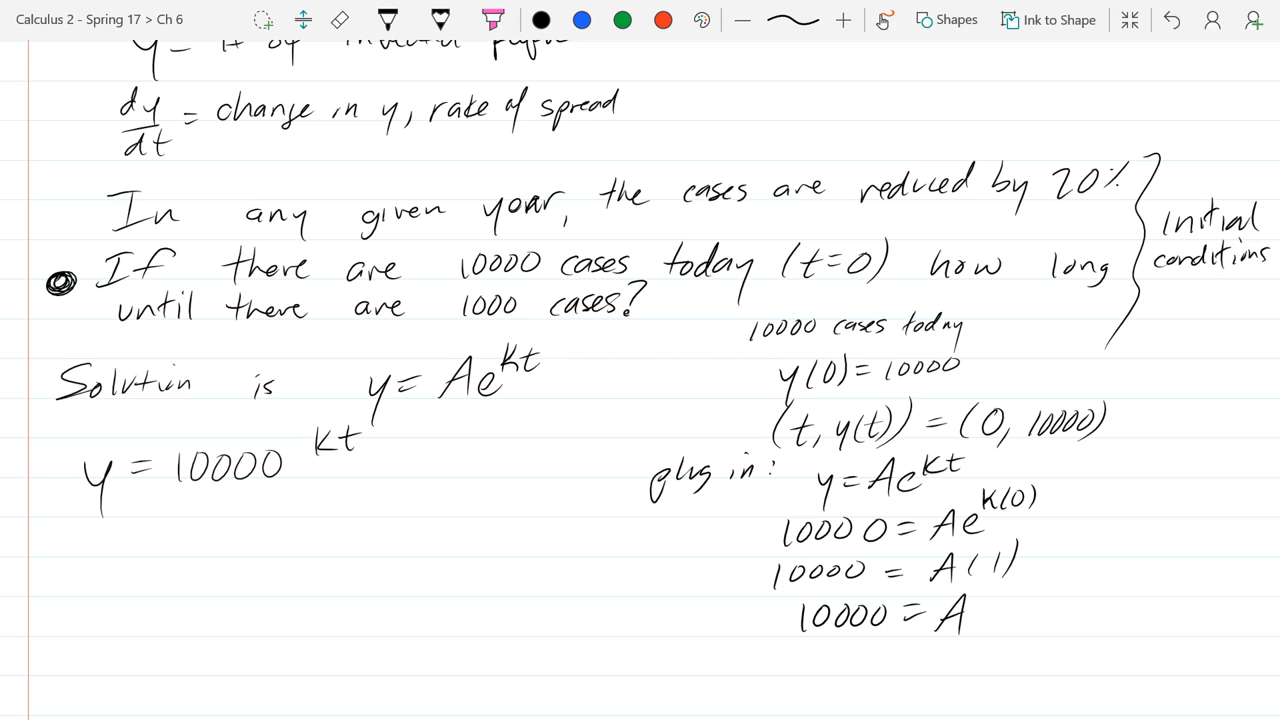 Calculus 2 - Spring 17 > Ch 6
Shapes
Ink to Shape
y = # of infected
dy/dt = change in y, rate of spread
In any given year, the cases are reduced by 20%
If there are 10000 cases today (t=0) how long
until there are 1000 cases?
Initial
conditions
Solution is y = Ae^kt
y = 10000 ^kt
10000 cases today
y(0) = 10000
(t, y(t)) = (0, 10000)
plug in: y = Ae^kt
10000 = Ae^k(0)
10000 = A(1)
10000 = A